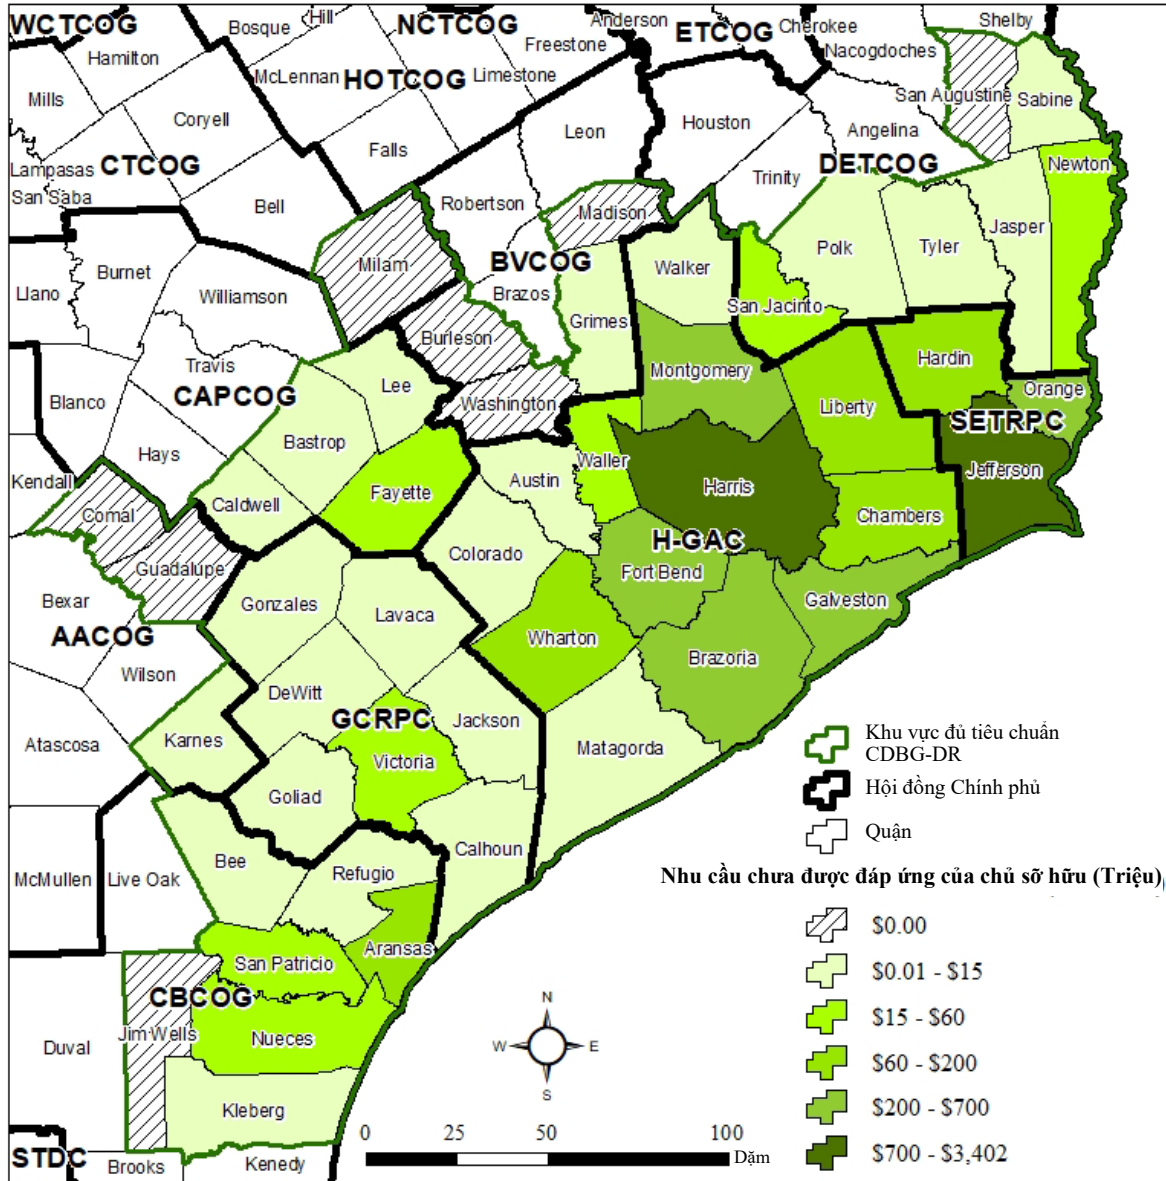 WCTCOG
Hamilton
Bosque
Hill
NCTCOG
Freestone
Anderson
ETCOG
Cherokee
Nacogdoches
Shelby
McLennan
HOTCOG
Limestone
Mills
Coryell
Leon
Houston
Angelina
San Augustine
Sabine
Lampasas
CTCOG
Falls
San Saba
Bell
Robertson
Madison
Trinity
DETCOG
Newton
Burnet
Milam
BVCOG
Walker
Polk
Tyler
Jasper
Llano
Williamson
Brazos
Grimes
San Jacinto
Travis
Burleson
Montgomery
Hardin
Blanco
CAPCOG
Lee
Washington
Liberty
Orange
SETRPC
Hays
Bastrop
Waller
Jefferson
Kendall
Caldwell
Fayette
Austin
Harris
Chambers
Comal
Colorado
H-GAC
Guadalupe
Fort Bend
Galveston
Bexar
Gonzales
Lavaca
AACOG
Wharton
Brazoria
Wilson
DeWitt
GCRPC
Jackson
Atascosa
Karnes
Victoria
Matagorda
Goliad
Bee
Calhoun
McMullen
Live Oak
Refugio
Aransas
San Patricio
CBCOG
Jim Wells
Nueces
Duval
Kleberg
STDC
Brooks
Kenedy
Khu vực đủ tiêu chuẩn
CDBG-DR
Hội đồng Chính phủ
Quận
Nhu cầu chưa được đáp ứng của chủ sỡ hữu (Triệu)
$0.00
$0.01 - $15
$15 - $60
$60 - $200
$200 - $700
$700 - $3,402
N
W E
S
0 25 50 100
Dặm